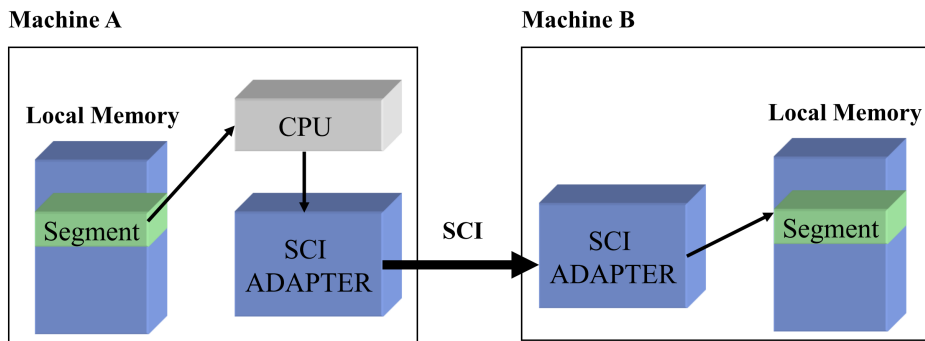 Machine A
Machine B
Local Memory
CPU
Segment
SCI
ADAPTER
SCI
SCI
ADAPTER
Local Memory
Segment